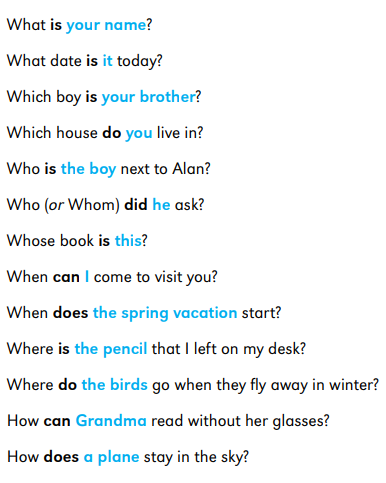 What is your name?
What date is it today?
Which boy is your brother?
Which house do you live in?
Who is the boy next to Alan?
Who (or Whom) did he ask?
Whose book is this?
When can I come to visit you?
When does the spring vacation start?
Where is the pencil that I left on my desk?
Where do the birds go when they fly away in winter?
How can Grandma read without her glasses?
How does a plane stay in the sky?